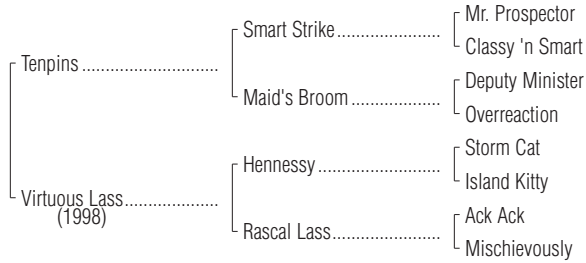 Mr. Prospector
Smart Strike..................
Classy 'n Smart
Tenpins ........................
Deputy Minister
Maid's Broom ...............
Overreaction
Storm Cat
Hennessy .....................
Island Kitty
Virtuous Lass................
(1998)
Ack Ack
Rascal Lass..................
Mischievously